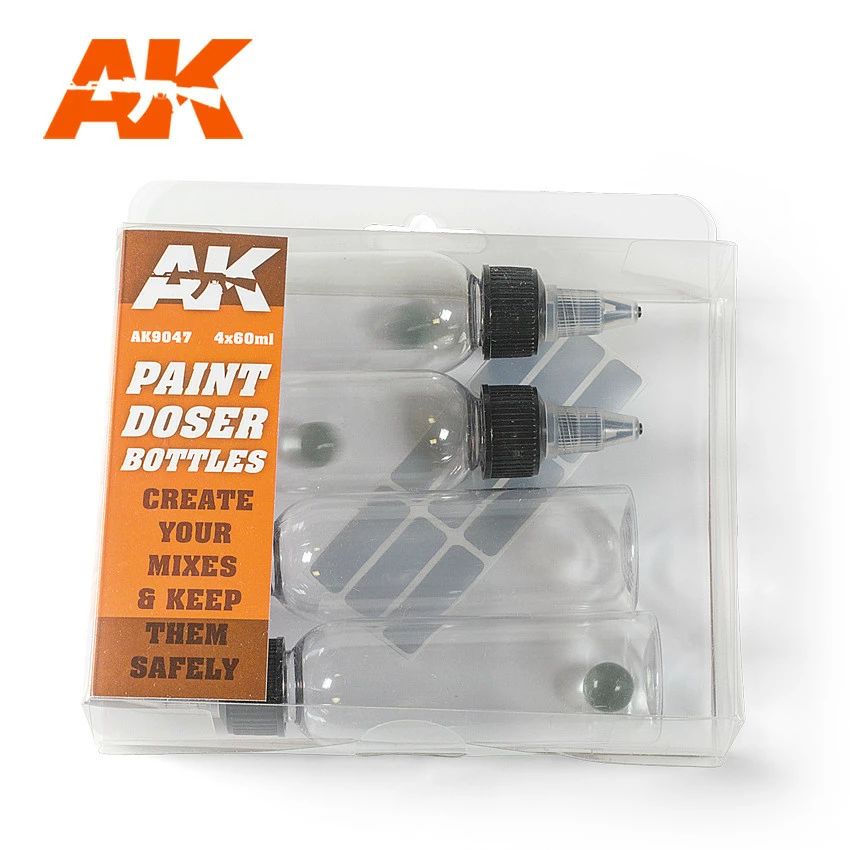 AK
AK
AK9047 4x60ml
PAINT
DOSER
BOTTLES
CREATE
YOUR
MIXES
& KEEP
THEM
SAFELY